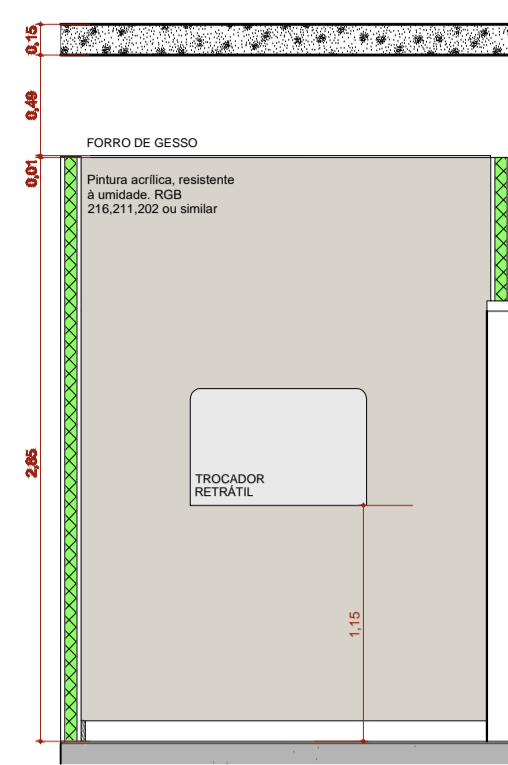 0,15
0,49
FORRO DE GESSO
0,01
Pintura acrílica, resistente
à umidade. RGB
216,211,202 ou similar
2,85
TROCADOR
RETRÁTIL
1,15